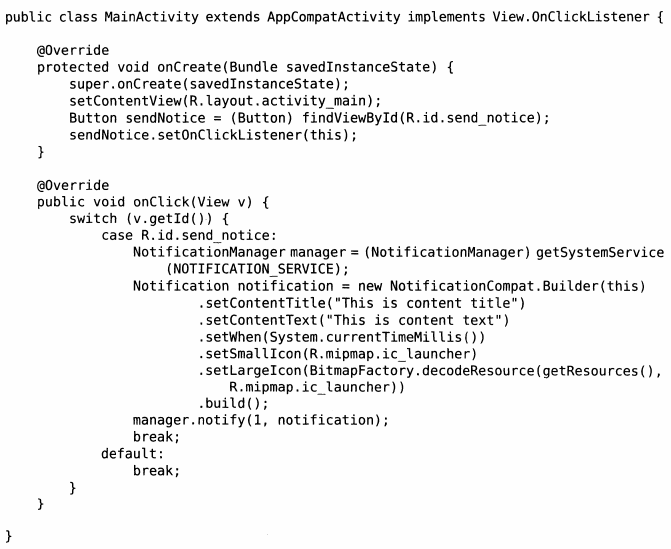 public class MainActivity extends AppCompatActivity implements View.OnClickListener {
@Override
protected void onCreate(Bundle savedInstanceState) {
super.onCreate(savedInstanceState);
setContentView(R.layout.activity_main);
Button sendNotice = (Button) findViewById(R.id.send_notice);
sendNotice.setOnClickListener(this);
}
@Override
public void onClick(View v) {
switch (v.getId()) {
case R.id.send_notice:
NotificationManager manager = (NotificationManager) getSystemService
(NOTIFICATION_SERVICE);
Notification notification = new NotificationCompat.Builder(this)
.setContentTitle("This is content title")
.setContentText("This is content text")
.setWhen(System.currentTimeMillis())
.setSmallIcon(R.mipmap.ic_launcher)
.setLargeIcon(BitmapFactory.decodeResource(getResources(),
R.mipmap.ic_launcher))
.build();
manager.notify(1, notification);
break;
default:
break;
}
}
}